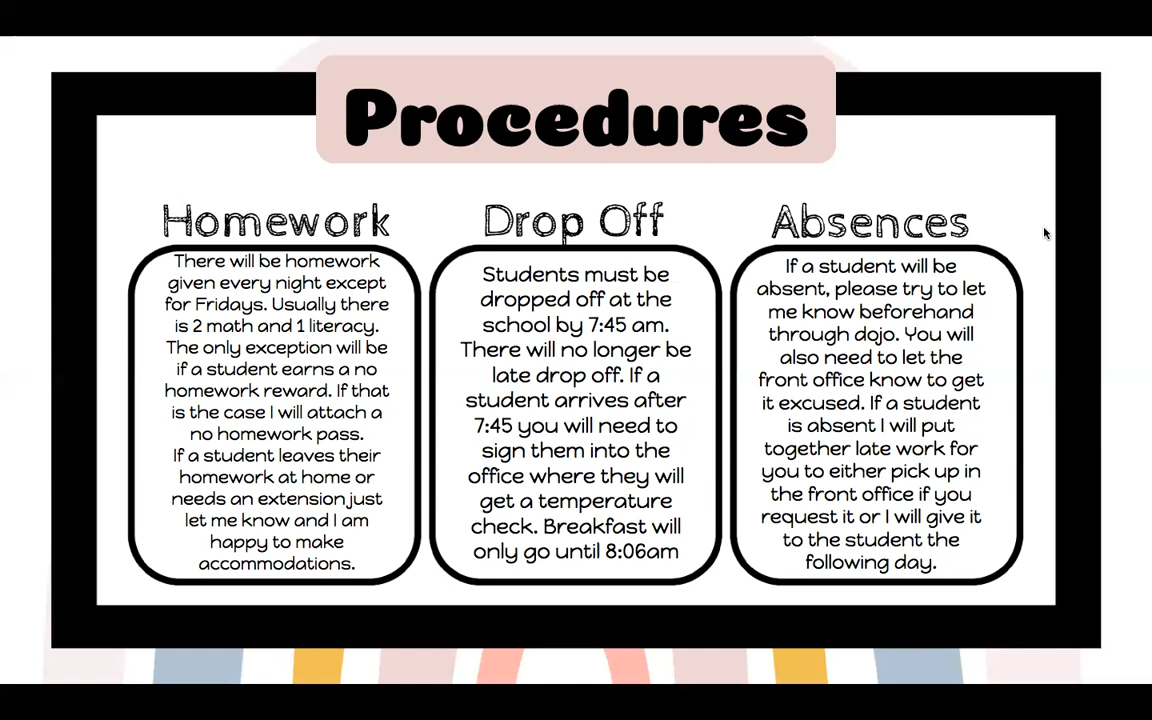 Procedures
Homework
There will be homework
given every night except
for Fridays. Usually there
is 2 math and 1 literacy.
The only exception will be
if a student earns a no
homework reward. If that
is the case I will attach a
no homework pass.
If a student leaves their
homework at home or
needs an extension just
let me know and I am
happy to make
accommodations.
Drop Off
Students must be
dropped off at the
school by 7:45 am.
There will no longer be
late drop off. If a
student arrives after
7:45 you will need to
sign them into the
office where they will
get a temperature
check. Breakfast will
only go until 8:06am
Absences
If a student will be
absent, please try to let
me know beforehand
through dojo. You will
also need to let the
front office know to get
it excused. If a student
is absent I will put
together late work for
you to either pick up in
the front office if you
request it or I will give it
to the student the
following day.